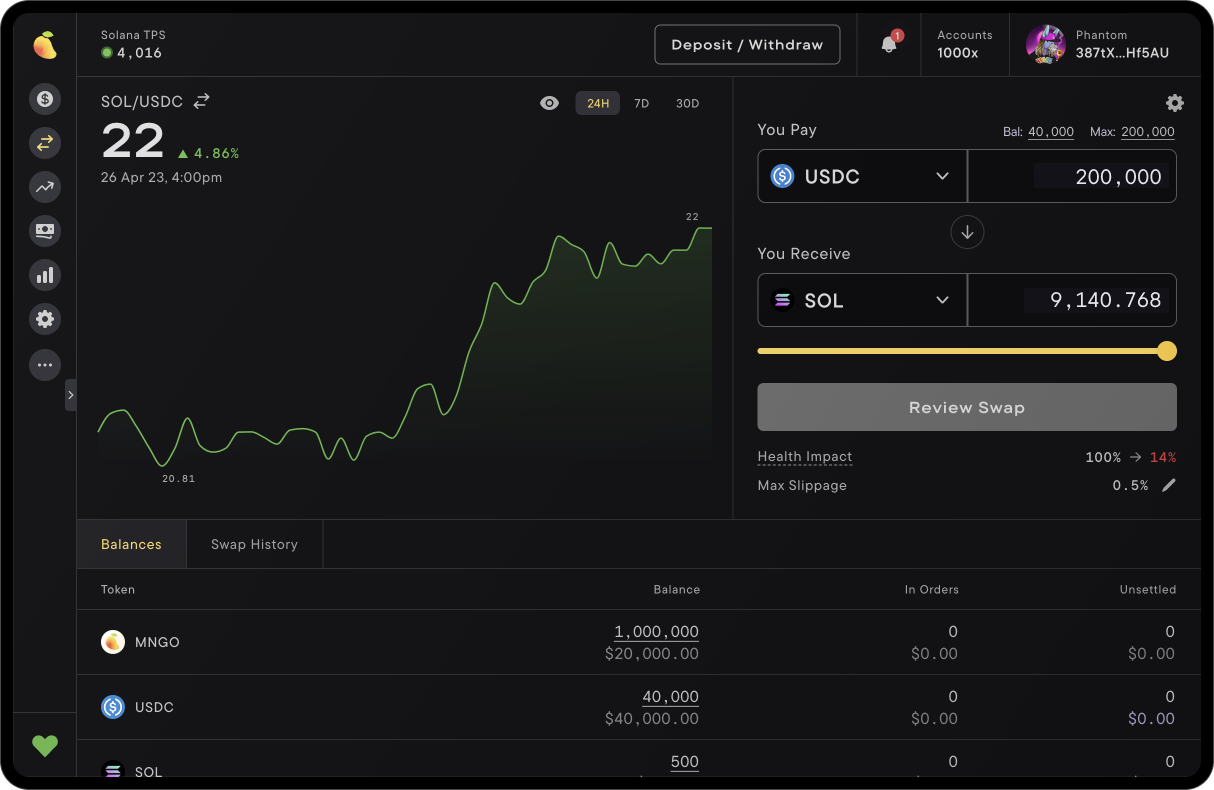 Solana TPS
4,016
Deposit / Withdraw
1
Accounts
1000x
Phantom
387tX...Hf5AU
SOL/USDC
24H 7D 30D
22
4.86%
26 Apr 23, 4:00pm
22
20.81
You Pay Bal: 40,000 Max: 200,000
USDC 200,000
You Receive
SOL 9,140.768
Review Swap
Health Impact 100% → 14%
Max Slippage 0.5%
Balances Swap History
Token Balance In Orders Unsettled
MNGO 1,000,000 0 0
$20,000.00 $0.00 $0.00
USDC 40,000 0 0
$40,000.00 $0.00 $0.00
SOL 500 0 0